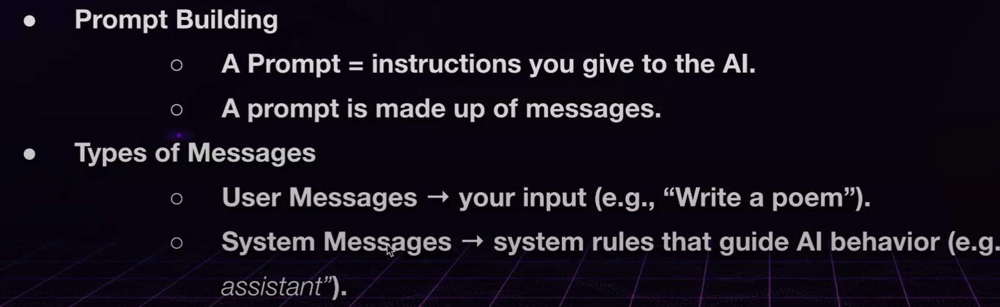 ● Prompt Building
○ A Prompt = instructions you give to the AI.
○ A prompt is made up of messages.
● Types of Messages
○ User Messages → your input (e.g., “Write a poem”).
○ System Messages → system rules that guide AI behavior (e.g.
assistant”).